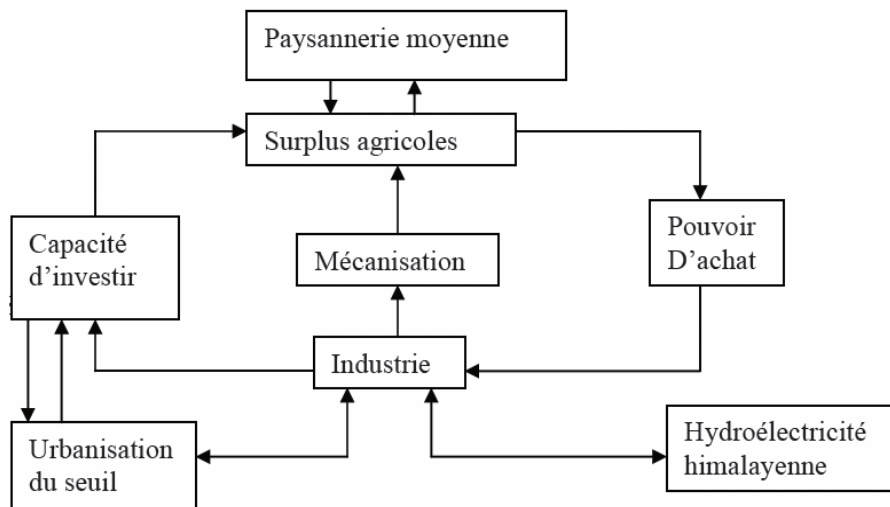 Paysannerie moyenne
Surplus agricoles
Capacité
d’investir
Mécanisation
Pouvoir
D’achat
Industrie
Urbanisation
du seuil
Hydroélectricité
himalayenne